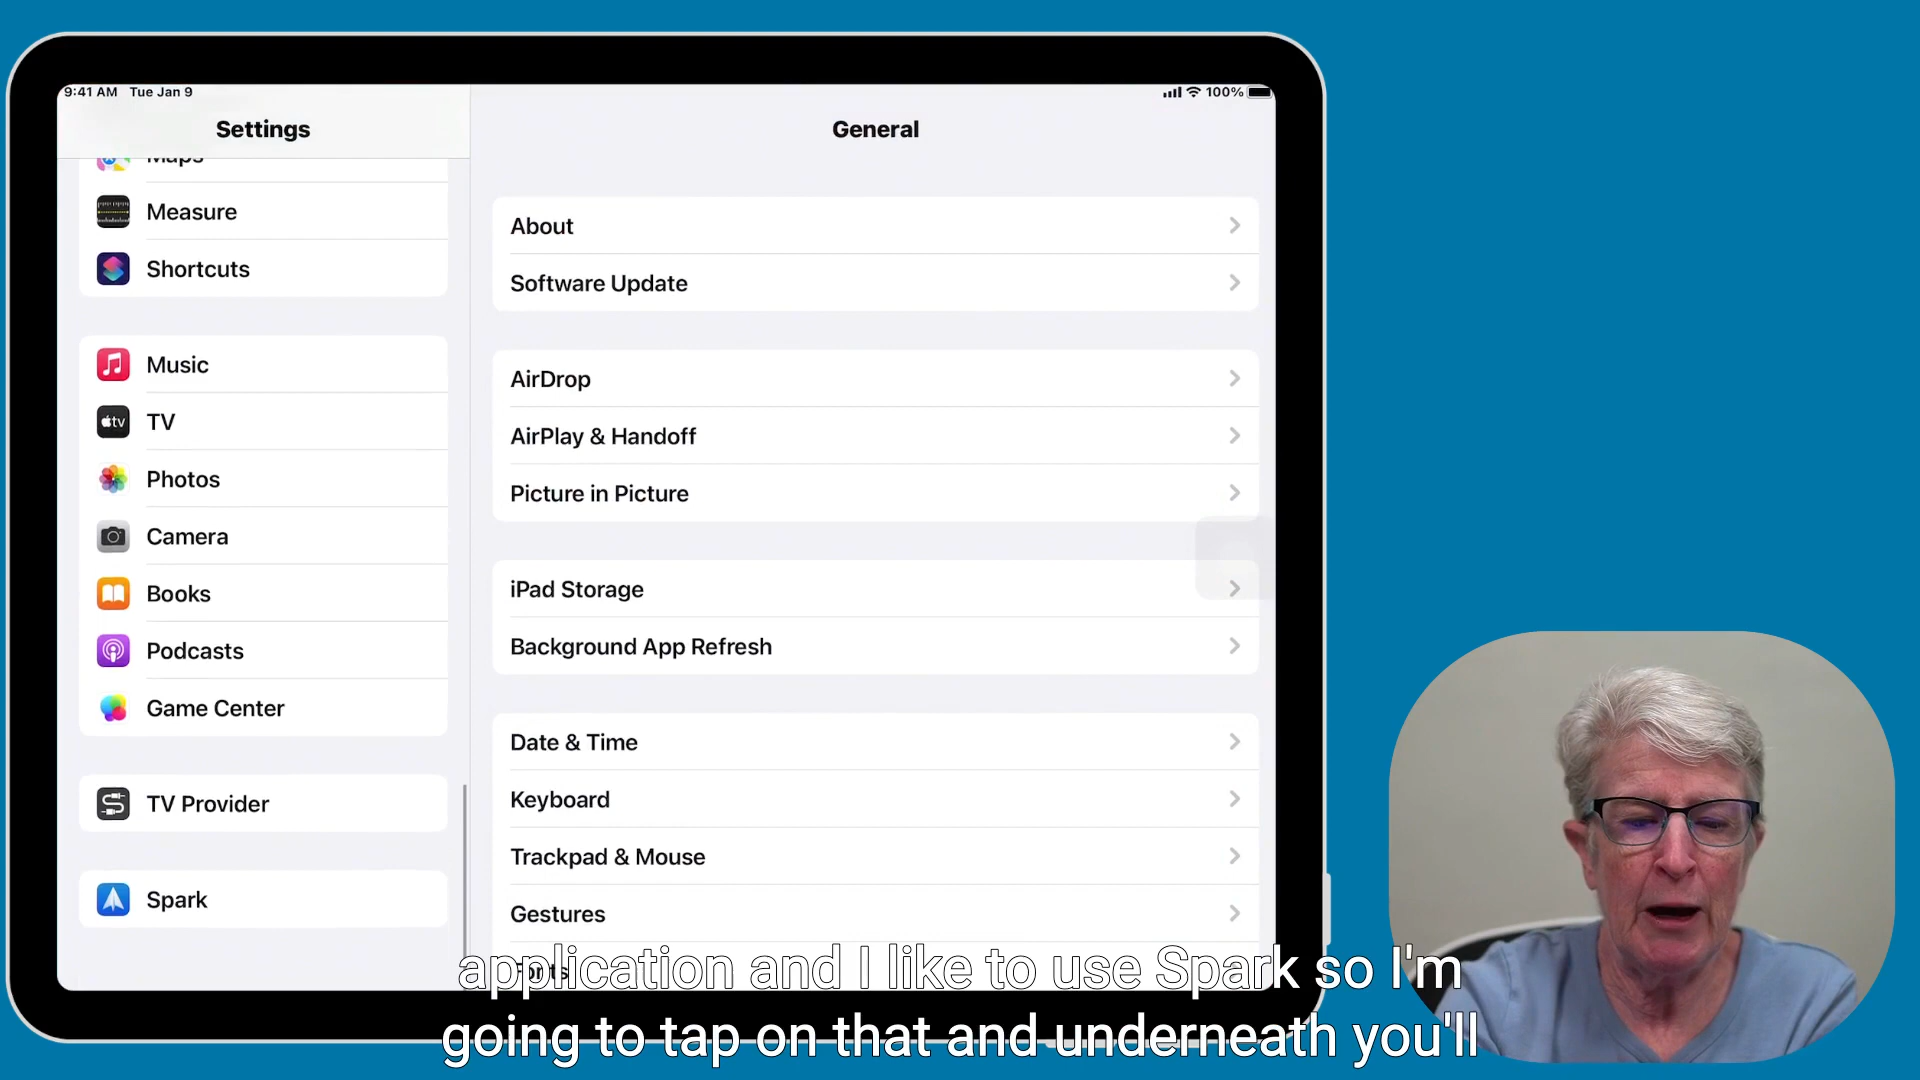 9:41 AM Tue Jan 9
100%
Settings
General
Maps
Measure
Shortcuts
Music
tv
TV
Photos
Camera
Books
Podcasts
Game Center
TV Provider
Spark
About
Software Update
AirDrop
AirPlay & Handoff
Picture in Picture
iPad Storage
Background App Refresh
Date & Time
Keyboard
Trackpad & Mouse
Gestures
Fonts
application and I like to use Spark so I'm
going to tap on that and underneath you'll